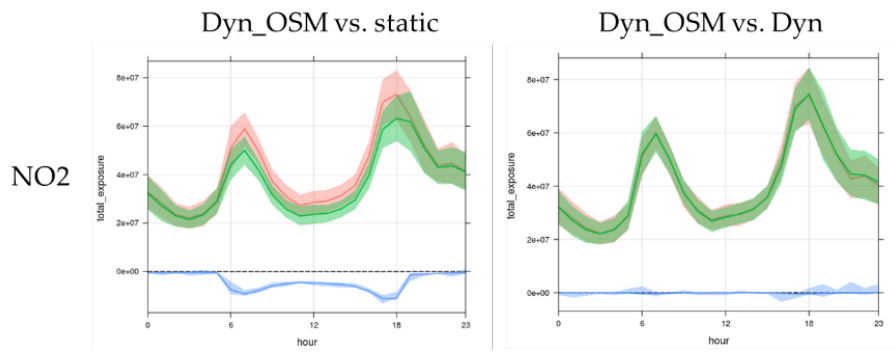 Dyn_OSM vs. static
Dyn_OSM vs. Dyn
NO2
total_exposure
8e+07
6e+07
4e+07
2e+07
0e+00
0
6
12
18
23
hour
total_exposure
8e+07
6e+07
4e+07
2e+07
0e+00
0
6
12
18
23
hour